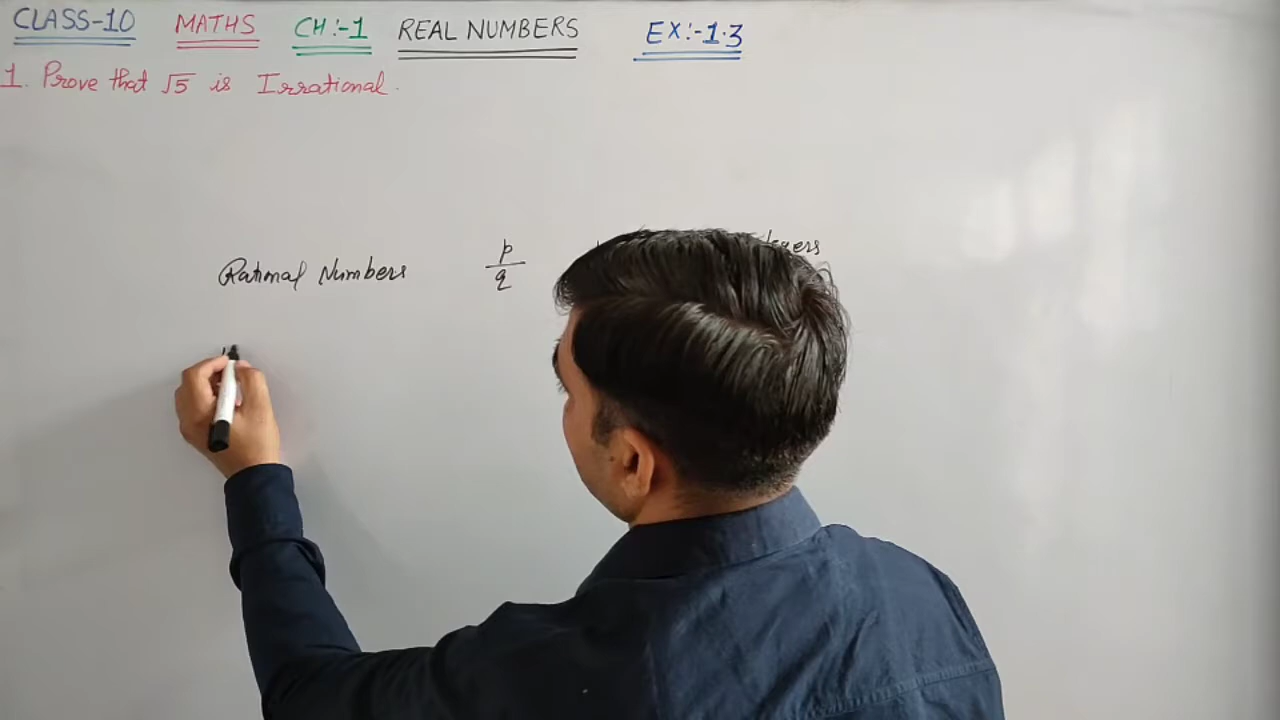 CLASS-10 MATHS CH:-1 REAL NUMBERS EX:-1.3
1. Prove that √5 is Irrational.
Rational Numbers p/q